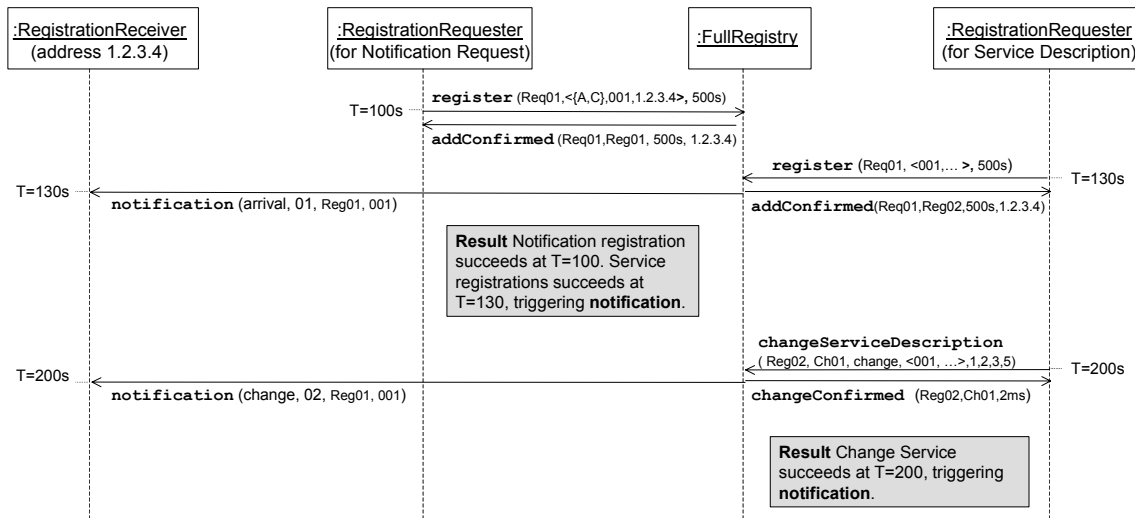 :RegistrationReceiver
(address 1.2.3.4)
:RegistrationRequester
(for Notification Request)
:FullRegistry
:RegistrationRequester
(for Service Description)
T=100s
register (Req01,<{A,C},001,1.2.3.4>, 500s)
addConfirmed (Req01,Reg01, 500s, 1.2.3.4)
register (Req01, <001,... >, 500s)
T=130s
T=130s
notification (arrival, 01, Reg01, 001)
addConfirmed(Req01,Reg02,500s,1.2.3.4)
Result Notification registration
succeeds at T=100. Service
registrations succeeds at
T=130, triggering notification.
changeServiceDescription
( Reg02, Ch01, change, <001, ...>,1,2,3,5)
T=200s
T=200s
notification (change, 02, Reg01, 001)
changeConfirmed (Reg02,Ch01,2ms)
Result Change Service
succeeds at T=200, triggering
notification.